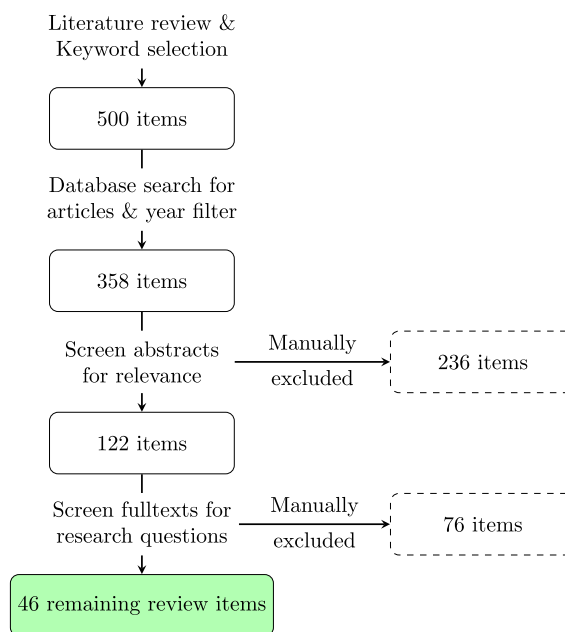 Literature review &
Keyword selection
500 items
Database search for
articles & year filter
358 items
Screen abstracts
for relevance
Manually
excluded
236 items
122 items
Screen fulltexts for
research questions
Manually
excluded
76 items
46 remaining review items